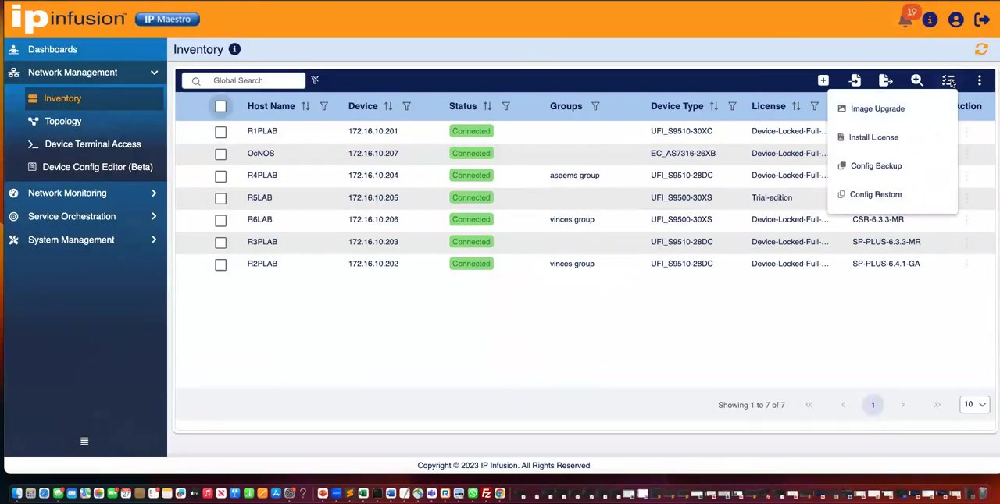 ip infusion IP Maestro 19
Dashboards
Network Management
Inventory
Topology
Device Terminal Access
Device Config Editor (Beta)
Network Monitoring
Service Orchestration
System Management
Inventory
Global Search
Host Name Device Status Groups Device Type License Action
R1PLAB 172.16.10.201 Connected UFI_S9510-30XC Device-Locked-Full-...
OcNOS 172.16.10.207 Connected EC_AS7316-26XB Device-Locked-Full-...
R4PLAB 172.16.10.204 Connected aseems group UFI_S9510-28DC Device-Locked-Full-...
R5LAB 172.16.10.205 Connected UFI_S9500-30XS Trial-edition
R6LAB 172.16.10.206 Connected vinces group UFI_S9500-30XS Device-Locked-Full-... CSR-6.3.3-MR
R3PLAB 172.16.10.203 Connected UFI_S9510-28DC Device-Locked-Full-... SP-PLUS-6.3.3-MR
R2PLAB 172.16.10.202 Connected vinces group UFI_S9510-28DC Device-Locked-Full-... SP-PLUS-6.4.1-GA
Image Upgrade
Install License
Config Backup
Config Restore
Showing 1 to 7 of 7 1 10
Copyright © 2023 IP Infusion. All Rights Reserved